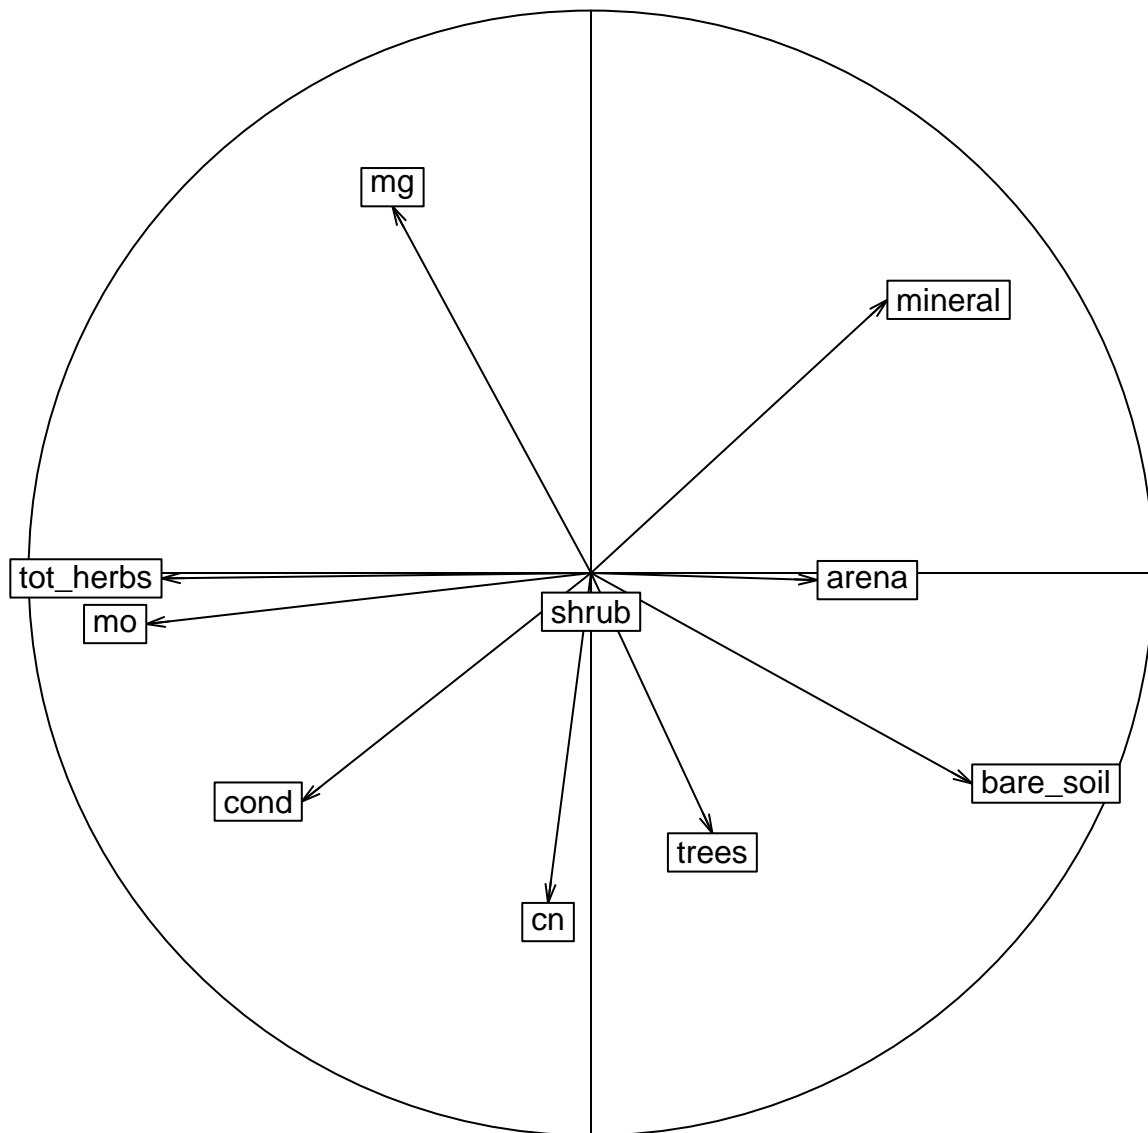 mg
mineral
tot_herbs
arena
mo
shrub
cond
bare_soil
trees
cn